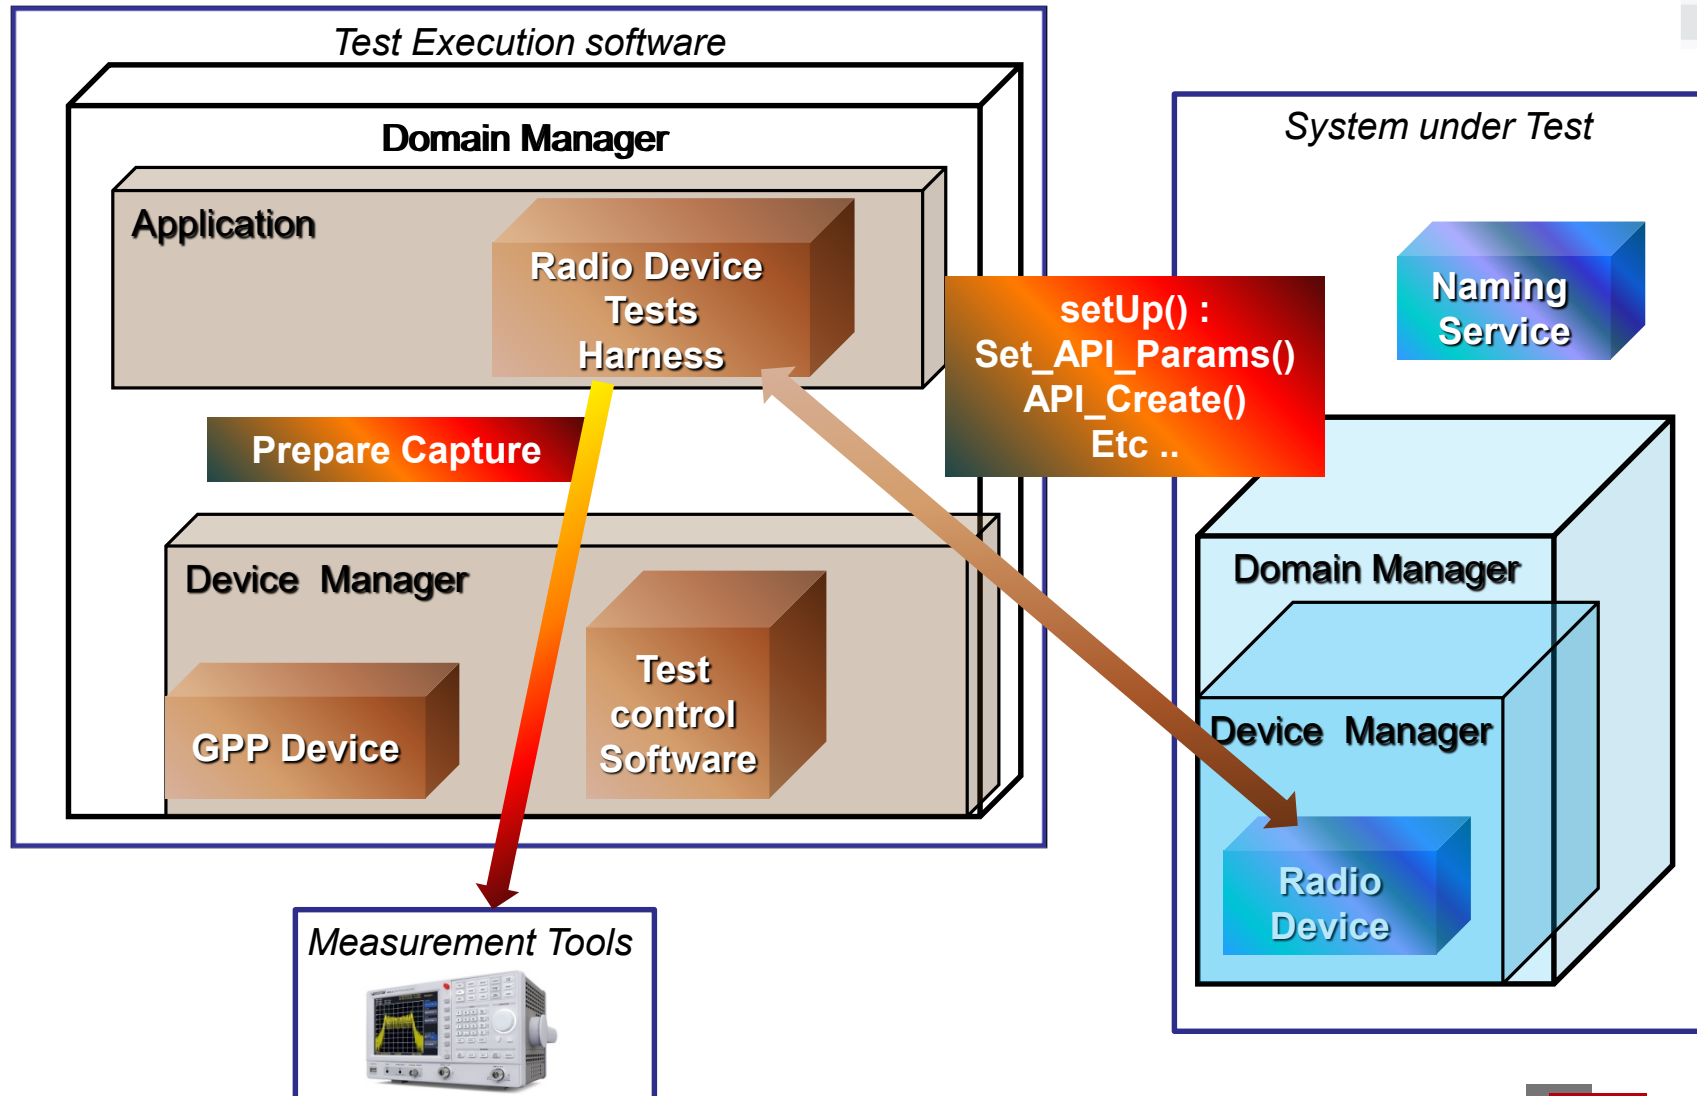 Test Execution software
Domain Manager
Application
Radio Device
Tests
Harness
Prepare Capture
Device  Manager
GPP Device
Test
control
Software
setUp() :
Set_API_Params()
API_Create()
Etc ..
System under Test
Naming
Service
Domain Manager
Device  Manager
Radio
Device
Measurement Tools